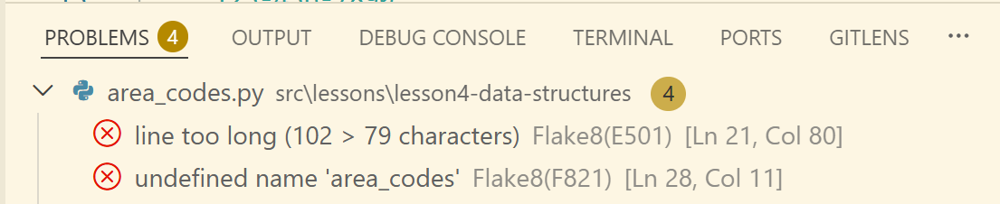 PROBLEMS 4 OUTPUT DEBUG CONSOLE TERMINAL PORTS GITLENS ...
area_codes.py src\lessons\lesson4-data-structures 4
line too long (102 > 79 characters) Flake8(E501) [Ln 21, Col 80]
undefined name 'area_codes' Flake8(F821) [Ln 28, Col 11]